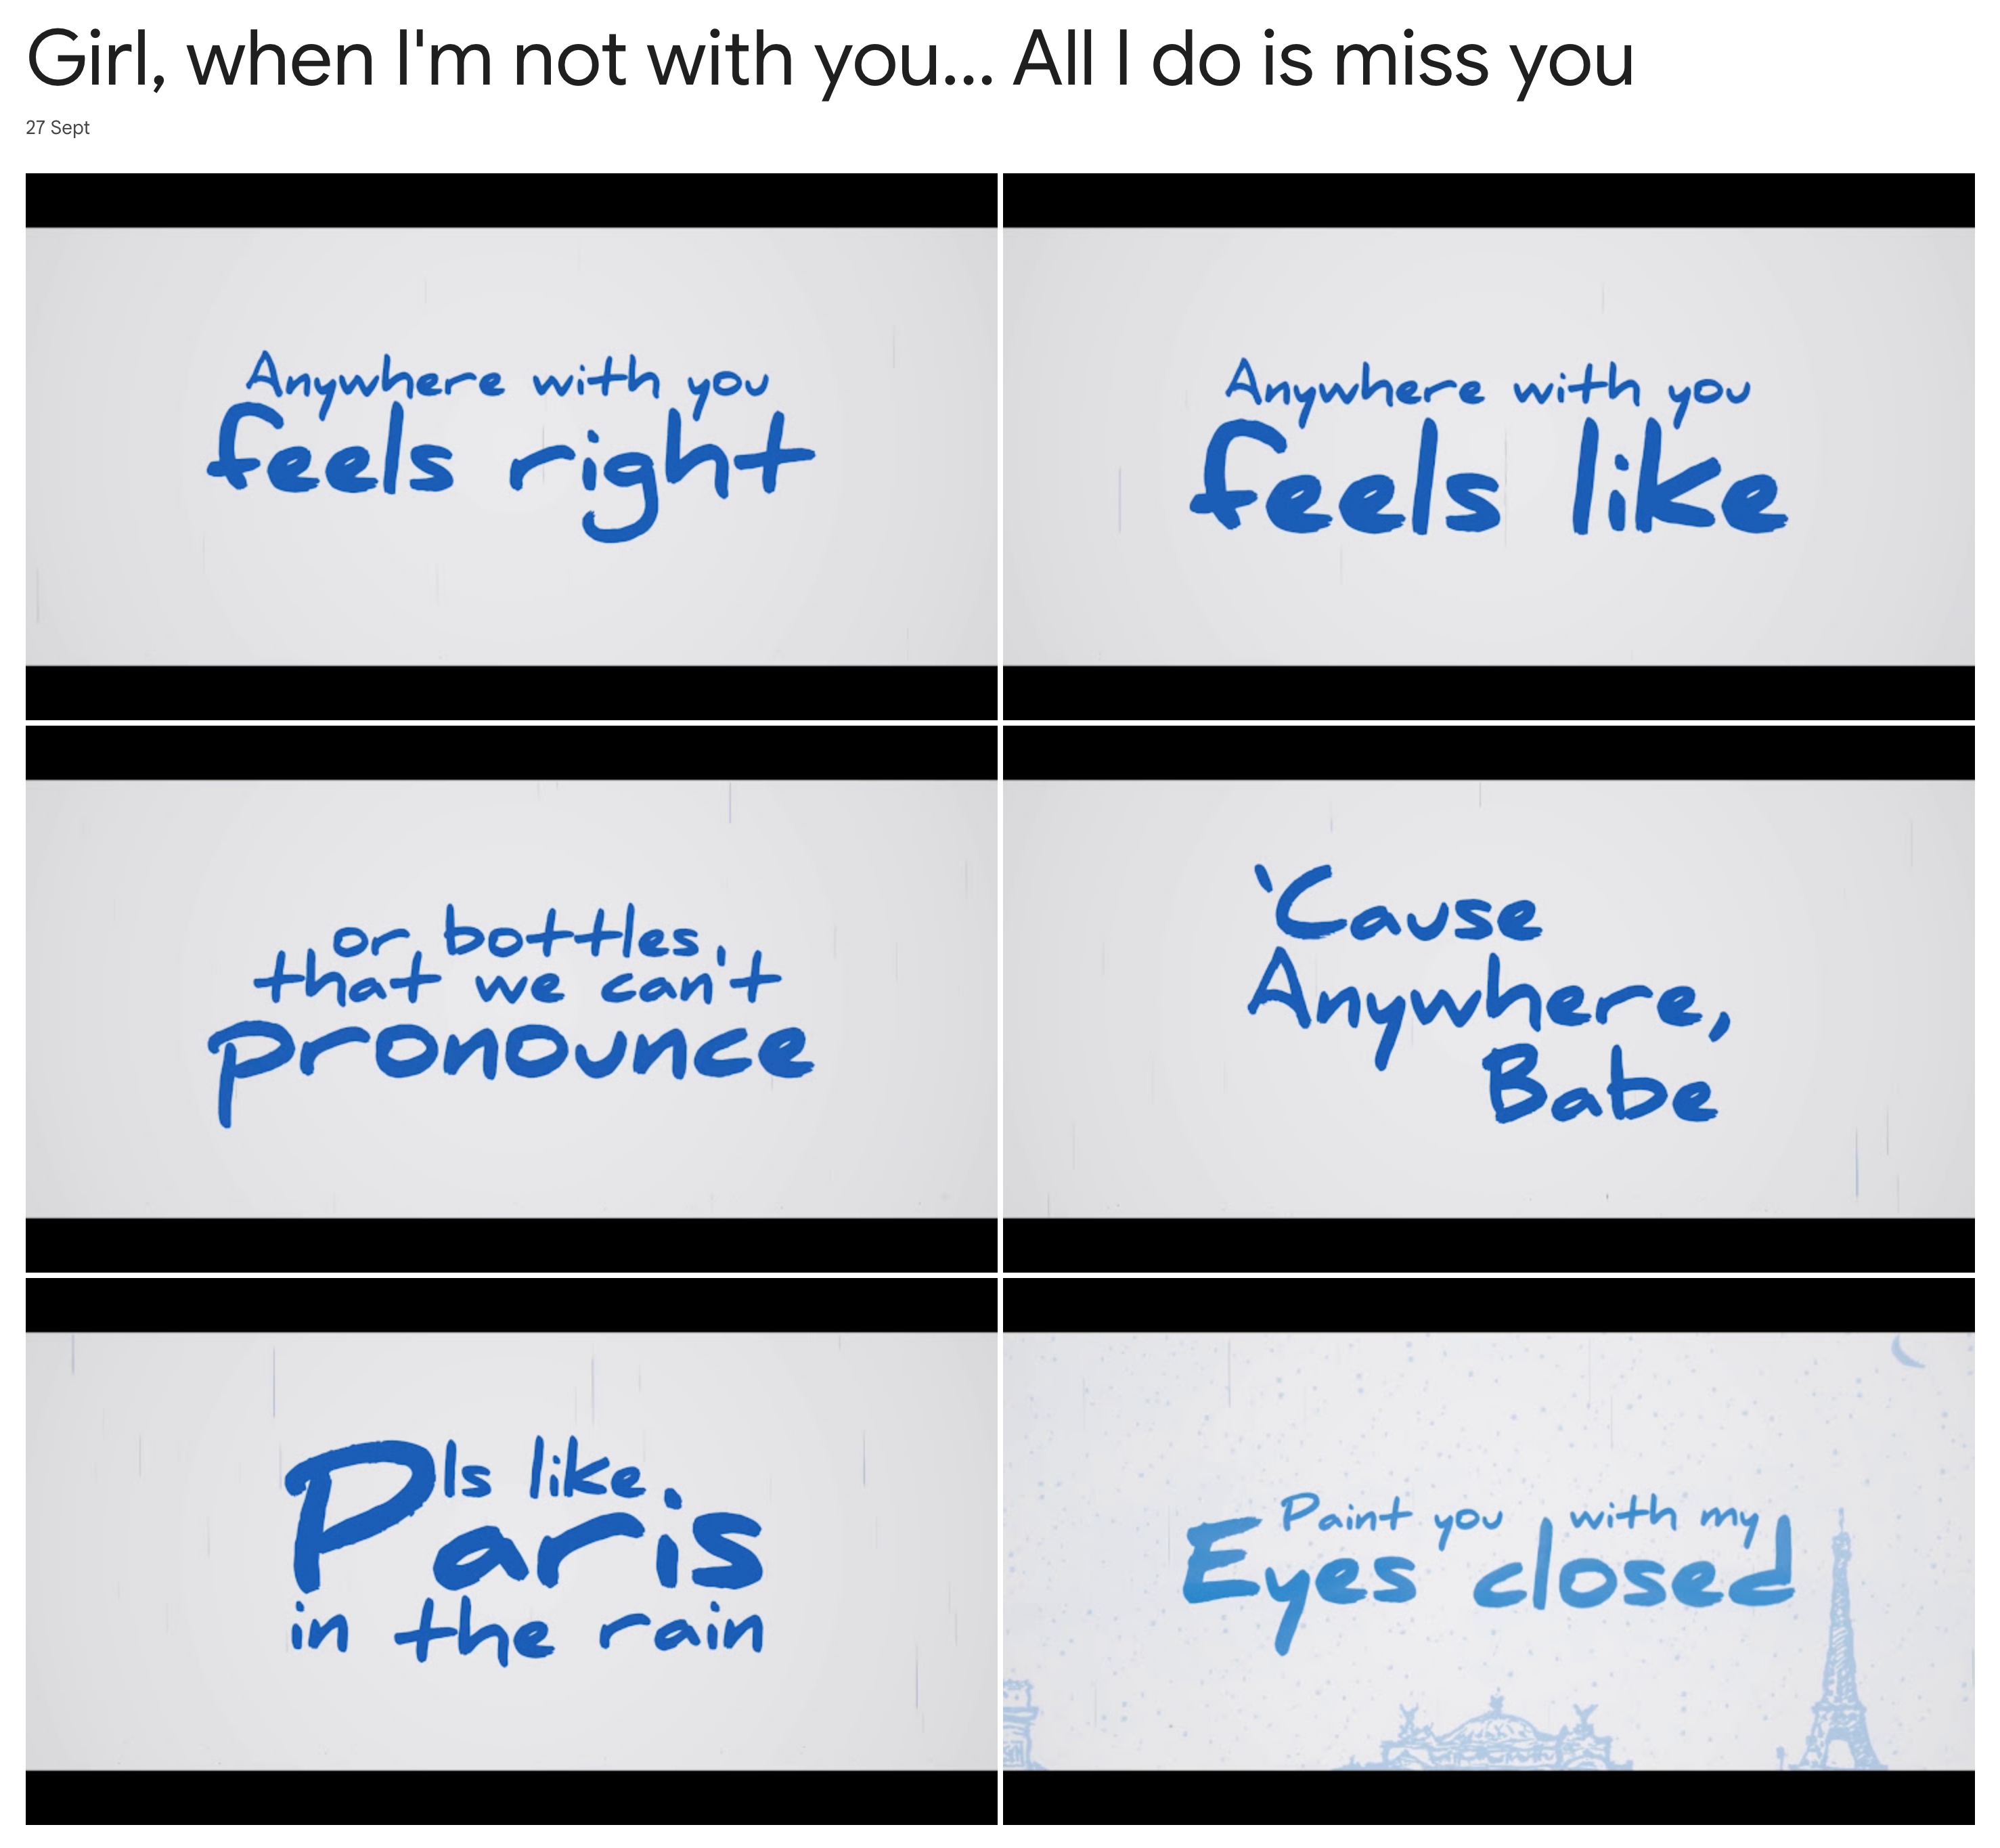 Girl, when I'm not with you... All I do is miss you
27 Sept
Anywhere with you
feels right
Anywhere with you
feels like
or bottles
that we can't
pronounce
'Cause
Anywhere,
Babe
Is like
Paris
in the rain
Paint you with my
Eyes closed